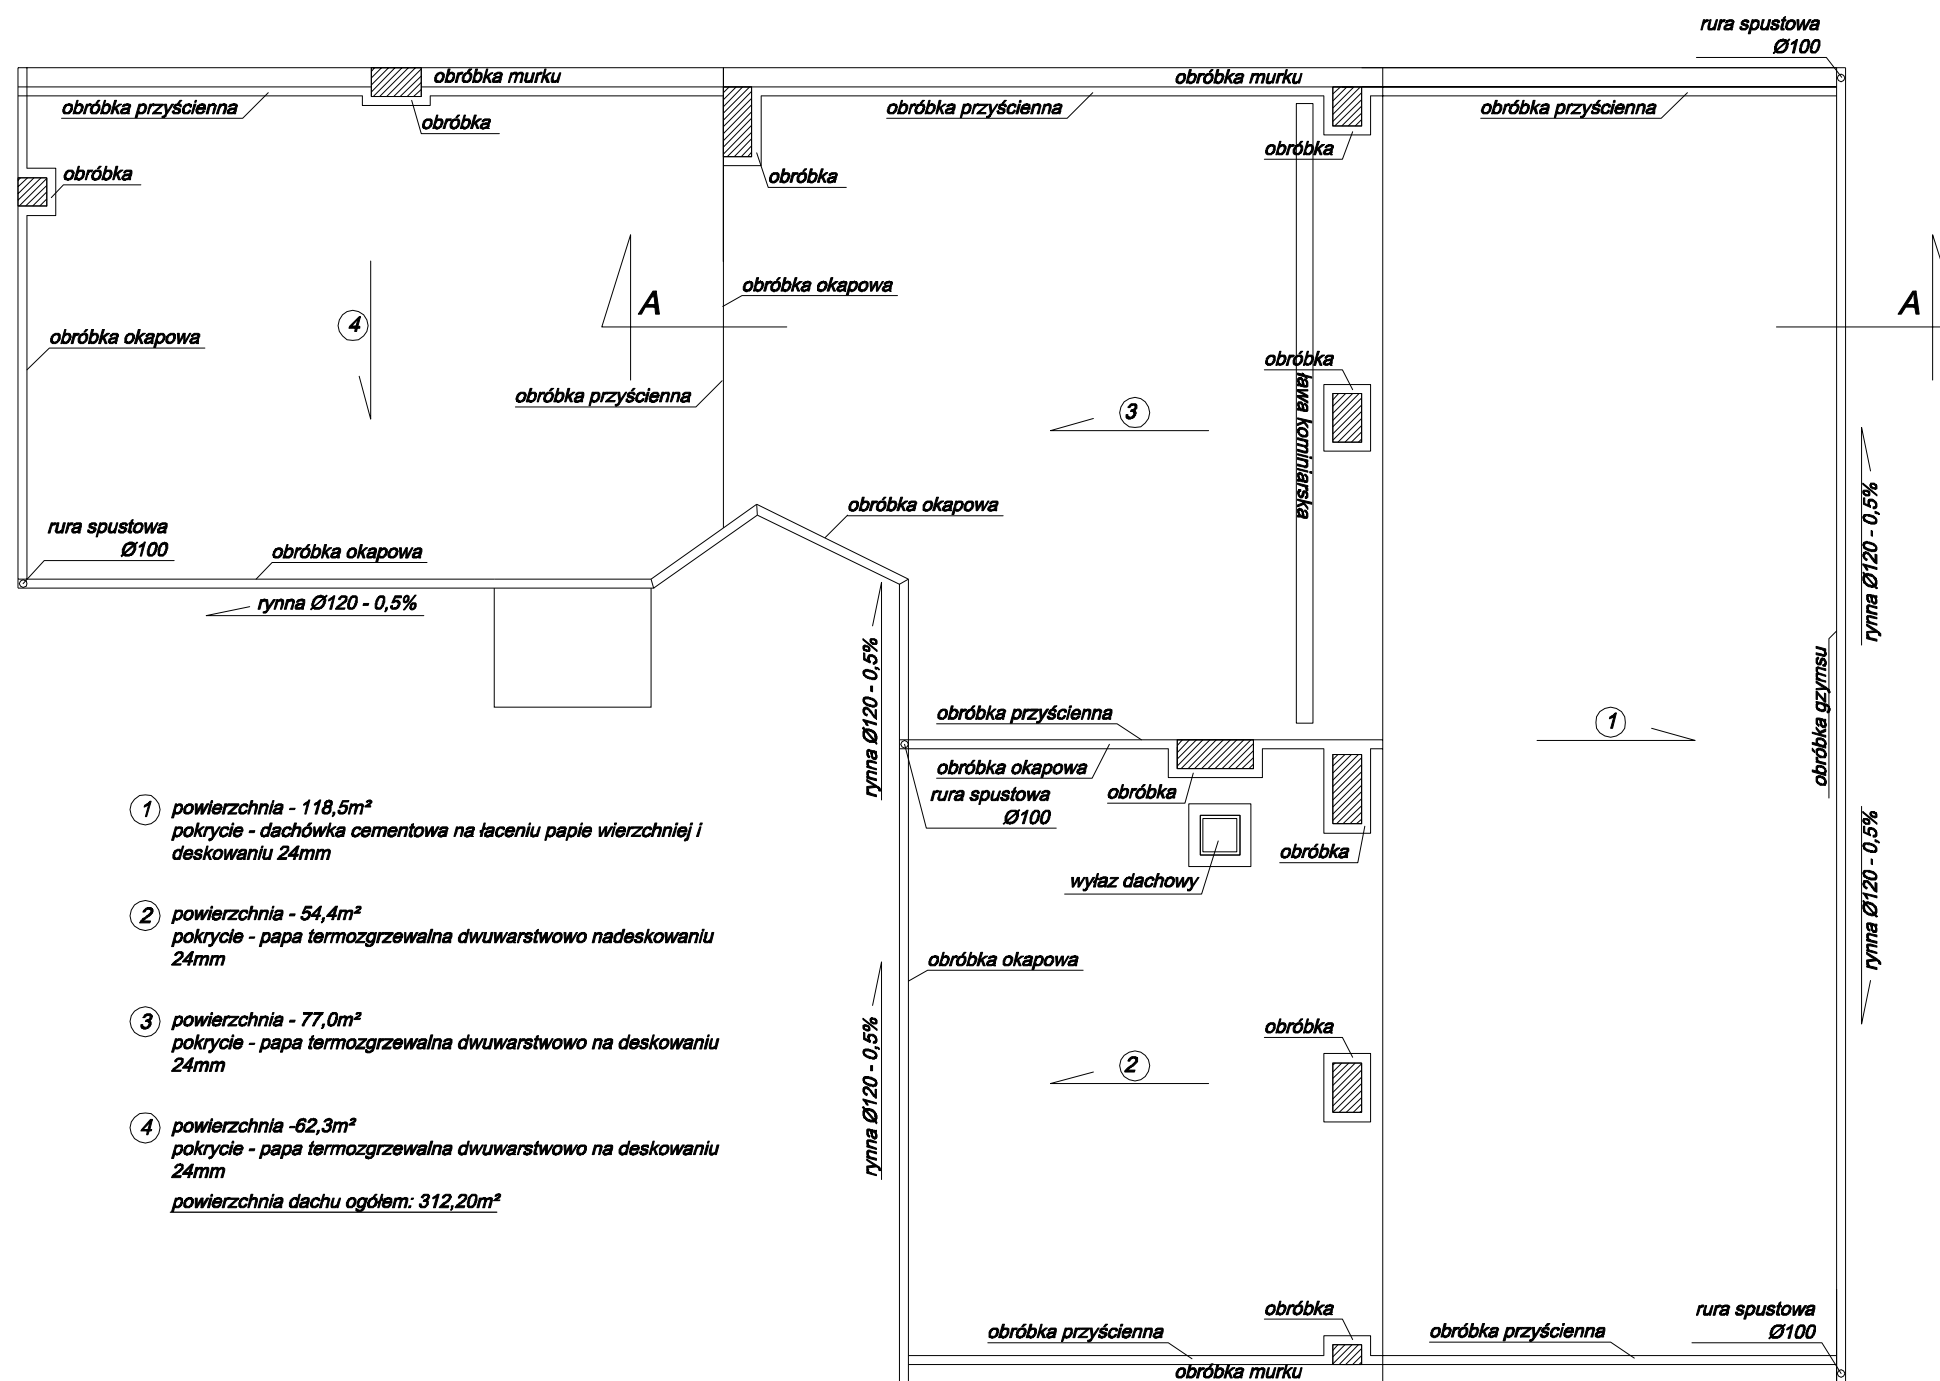 rura spustowa
Ø100
obróbka murku
obróbka murku
obróbka przyścienna
obróbka
obróbka przyścienna
obróbka przyścienna
obróbka
obróbka
obróbka
A
A
obróbka okapowa
obróbka okapowa
4
obróbka przyścienna
obróbka
3
ława kominiarska
obróbka okapowa
rura spustowa
Ø100
obróbka okapowa
rynna Ø120 - 0,5%
rynna Ø120 - 0,5%
rynna Ø120 - 0,5%
obróbka gzymsu
1
obróbka przyścienna
obróbka okapowa
rura spustowa
Ø100
obróbka
obróbka
wyłaz dachowy
rynna Ø120 - 0,5%
obróbka okapowa
rynna Ø120 - 0,5%
obróbka
2
1
powierzchnia - 118,5m²
pokrycie - dachówka cementowa na łaceniu papie wierzchniej i
deskowaniu 24mm
2
powierzchnia - 54,4m²
pokrycie - papa termozgrzewalna dwuwarstwowo nadeskowaniu
24mm
3
powierzchnia - 77,0m²
pokrycie - papa termozgrzewalna dwuwarstwowo na deskowaniu
24mm
4
powierzchnia -62,3m²
pokrycie - papa termozgrzewalna dwuwarstwowo na deskowaniu
24mm
powierzchnia dachu ogółem: 312,20m²
obróbka
obróbka przyścienna
obróbka przyścienna
rura spustowa
Ø100
obróbka murku